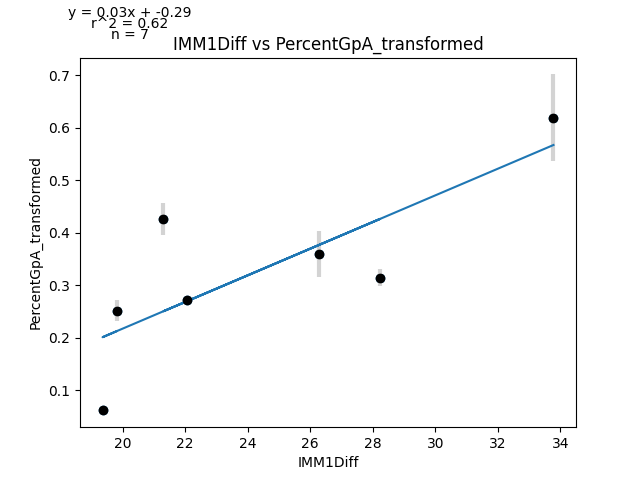 y = 0.03x + -0.29
r^2 = 0.62
n = 7
IMM1Diff vs PercentGpA_transformed
PercentGpA_transformed
0.7
0.6
0.5
0.4
0.3
0.2
0.1
20 22 24 26 28 30 32 34
IMM1Diff